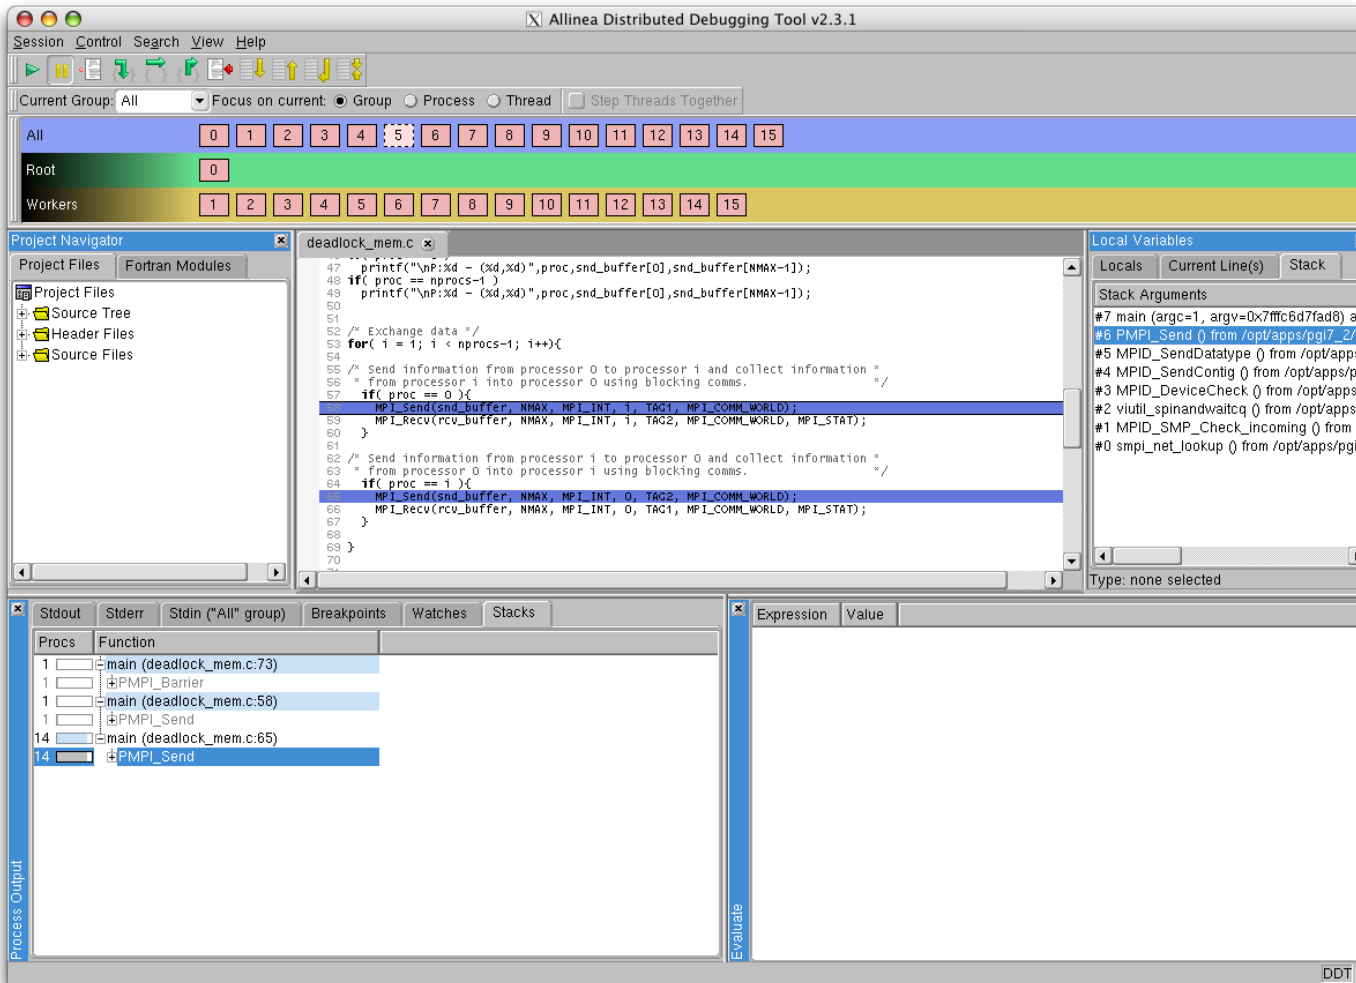 Allinea Distributed Debugging Tool v2.3.1
Session Control Search View Help
Current Group: All Focus on current: Group Process Thread Step Threads Together
All 0 1 2 3 4 5 6 7 8 9 10 11 12 13 14 15
Root 0
Workers 1 2 3 4 5 6 7 8 9 10 11 12 13 14 15
Project Navigator
Project Files Fortran Modules
Project Files
Source Tree
Header Files
Source Files
deadlock_mem.c
47 printf("\nP:%d - (%d,%d)",proc,snd_buffer[0],snd_buffer[NMAX-1]);
48 if( proc == nprocs-1 )
49 printf("\nP:%d - (%d,%d)",proc,snd_buffer[0],snd_buffer[NMAX-1]);
50
51
52 /* Exchange data */
53 for( i = 1; i < nprocs-1; i++){
54
55 /* Send information from processor 0 to processor i and collect information *
56 * from processor i into processor 0 using blocking comms. */
57 if( proc == 0 ){
58 MPI_Send(snd_buffer, NMAX, MPI_INT, i, TAG1, MPI_COMM_WORLD);
59 MPI_Recv(rcv_buffer, NMAX, MPI_INT, i, TAG2, MPI_COMM_WORLD, MPI_STAT);
60 }
61
62 /* Send information from processor i to processor 0 and collect information *
63 * from processor 0 into processor i using blocking comms. */
64 if( proc == i ){
65 MPI_Send(snd_buffer, NMAX, MPI_INT, 0, TAG2, MPI_COMM_WORLD);
66 MPI_Recv(rcv_buffer, NMAX, MPI_INT, 0, TAG1, MPI_COMM_WORLD, MPI_STAT);
67 }
68
69 }
70
Local Variables
Locals Current Line(s) Stack
Stack Arguments
#7 main (argc=1, argv=0x7fffc6d7fad8) a
#6 PMPI_Send () from /opt/apps/pgi7_2/
#5 MPID_SendDatatype () from /opt/apps
#4 MPID_SendContig () from /opt/apps/p
#3 MPID_DeviceCheck () from /opt/apps
#2 viutil_spinandwaitcq () from /opt/apps
#1 MPID_SMP_Check_incoming () from
#0 smpi_net_lookup () from /opt/apps/pgi
Type: none selected
Process Output
Stdout Stderr Stdin ("All" group) Breakpoints Watches Stacks
Procs Function
1 main (deadlock_mem.c:73)
1 PMPI_Barrier
1 main (deadlock_mem.c:58)
1 PMPI_Send
14 main (deadlock_mem.c:65)
14 PMPI_Send
Evaluate
Expression Value
DDT